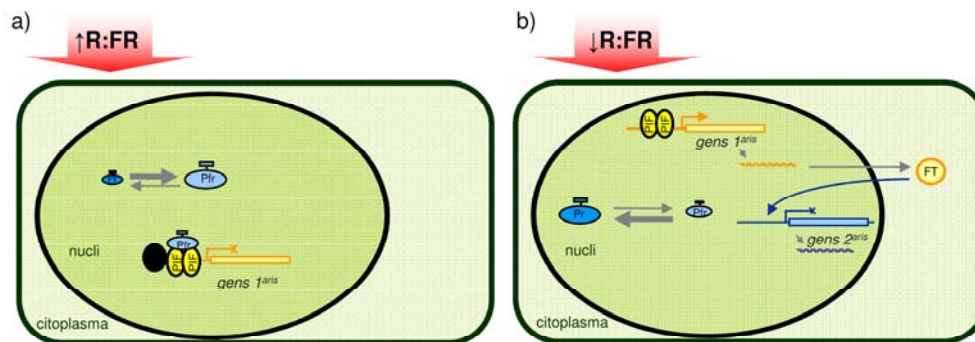 a)
↑R:FR
Pr
Pfr
nucli
Pfr
PIF PIF
gens 1aris
citoplasma
b)
↓R:FR
PIF PIF
gens 1aris
FT
Pr
Pfr
nucli
gens 2aris
citoplasma